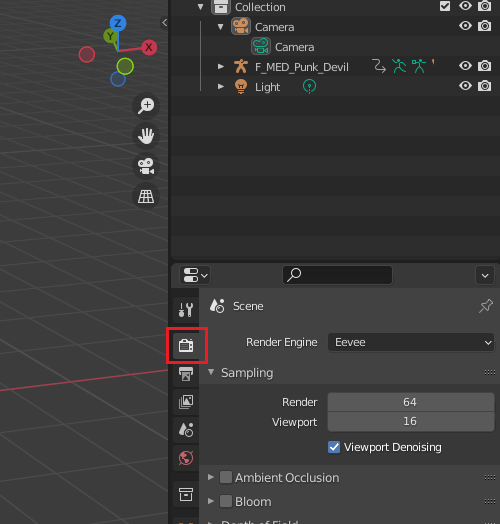 Collection
Z
Y
X
Camera
Camera
F_MED_Punk_Devil
Light
Scene
Render Engine Eevee
Sampling
Render 64
Viewport 16
Viewport Denoising
Ambient Occlusion
Bloom
Depth of Field